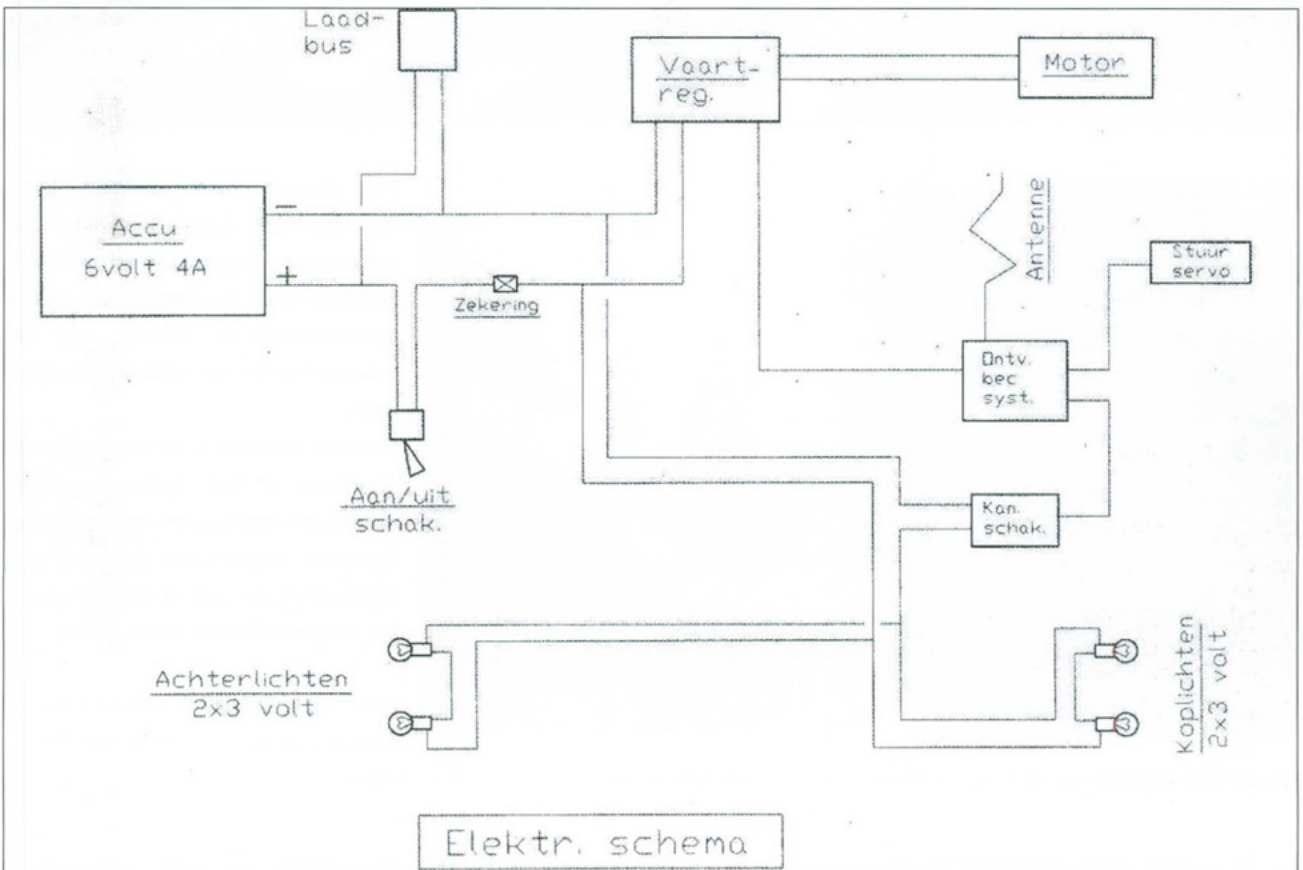 Laad-
bus
Vaart-
reg.
Motor
Accu
6volt 4A
−
+
Zekering
Antenne
Stuur
servo
Ontv.
bec
syst.
Aan/uit
schak.
Kan.
schak.
Achterlichten
2x3 volt
Koplichten
2x3 volt
Elektr. schema